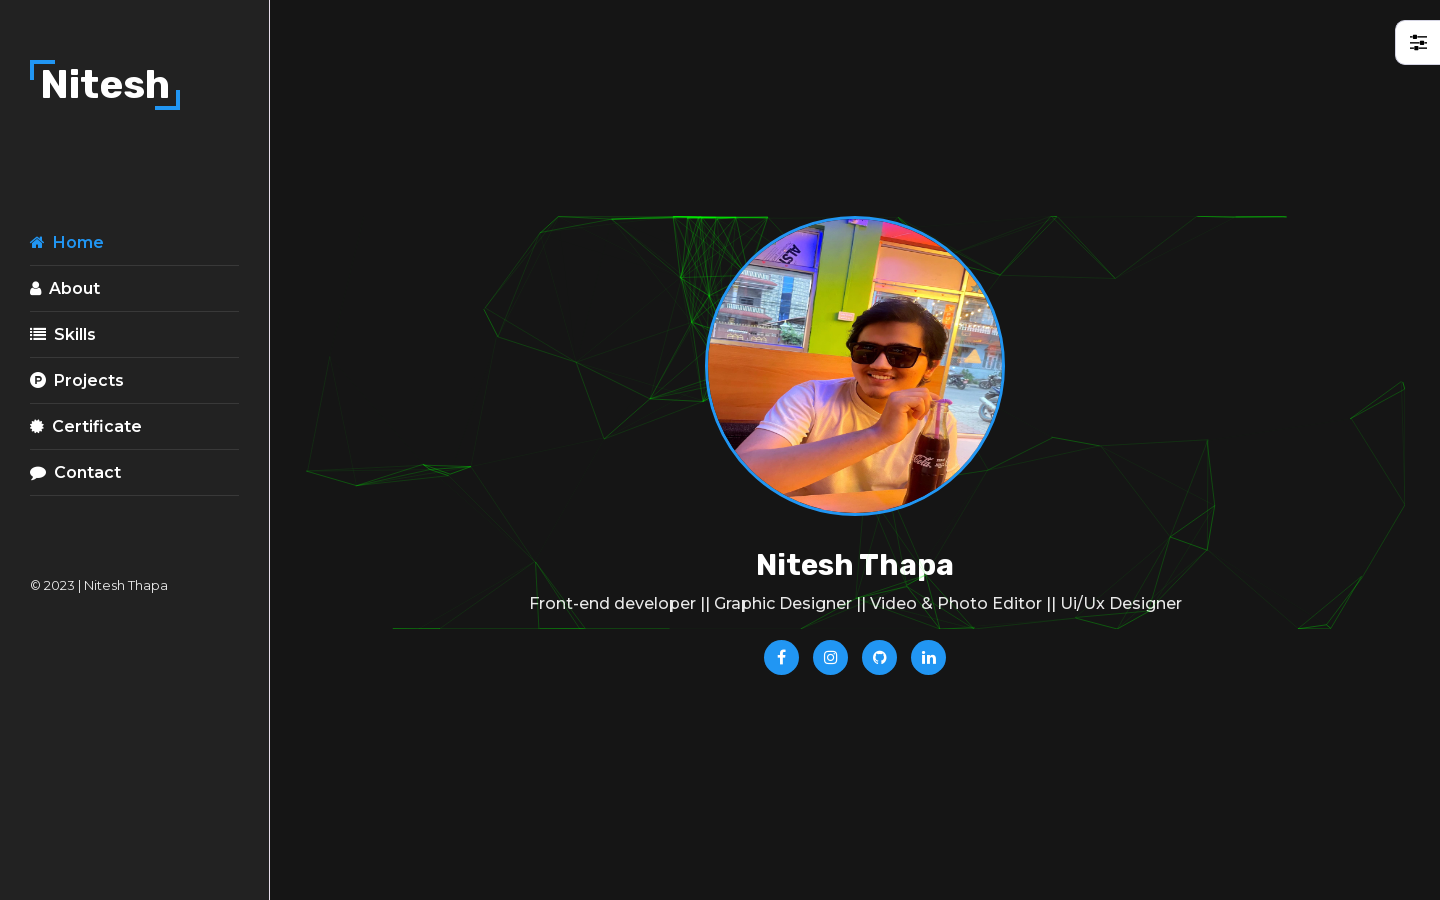 Nitesh
Home
About
Skills
Projects
Certificate
Contact
© 2023 | Nitesh Thapa
Nitesh Thapa
Front-end developer || Graphic Designer || Video & Photo Editor || Ui/Ux Designer